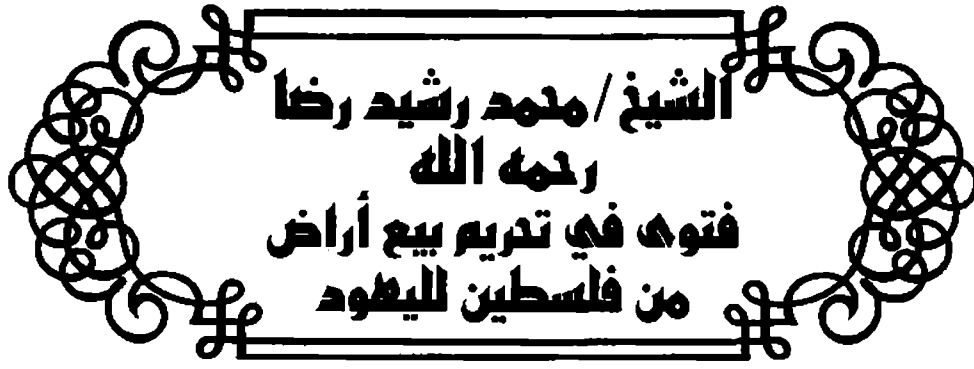 الشيخ / محمد رشيد رضا
رحمه الله
فتوى في تحريم بيع أراض
من فلسطين لليهود